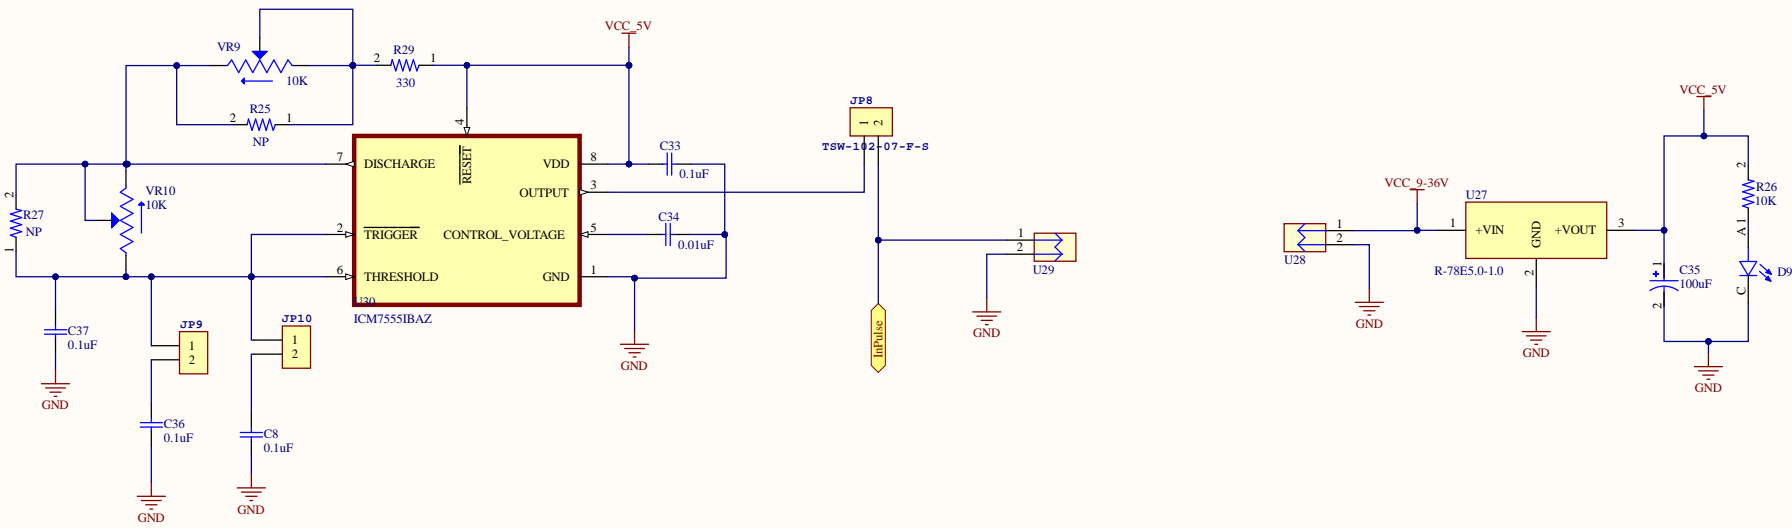 VCC_5V
VR9
10K
2
R29
1
330
2
R25
1
NP
4
JP8
1
2
TSW-102-07-F-S
VCC_5V
7
DISCHARGE
RESET
VDD
8
C33
0.1uF
OUTPUT
3
2
R27
NP
1
VR10
10K
2
TRIGGER
CONTROL_VOLTAGE
5
C34
0.01uF
6
THRESHOLD
GND
1
U30
ICM7555IBAZ
GND
1
2
U29
GND
InPulse
C37
0.1uF
GND
JP9
1
2
JP10
1
2
C36
0.1uF
GND
C8
0.1uF
GND
VCC_9-36V
U27
1
2
U28
GND
1
+VIN
GND
+VOUT
3
R-78E5.0-1.0
2
GND
2
R26
10K
A1
1
C35
100uF
2
D9
C
GND